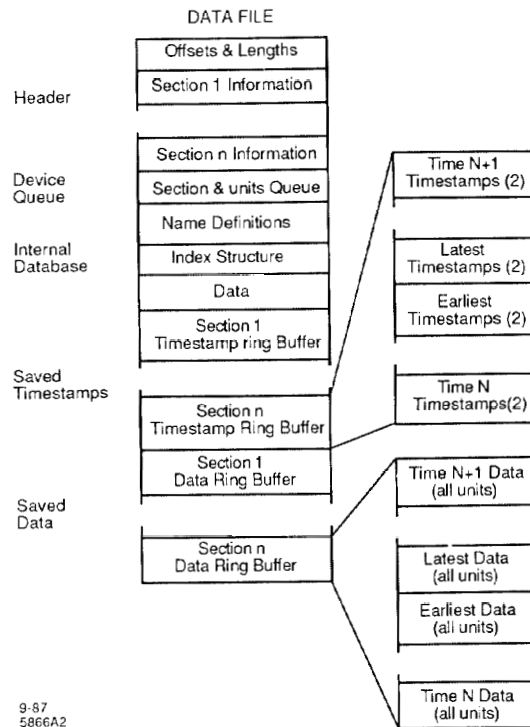 DATA FILE
Offsets & Lengths
Section 1 Information
Header
Section n Information
Device
Queue
Section & units Queue
Name Definitions
Internal
Database
Index Structure
Data
Section 1
Timestamp ring Buffer
Saved
Timestamps
Section n
Timestamp Ring Buffer
Section 1
Data Ring Buffer
Saved
Data
Section n
Data Ring Buffer
Time N+1
Timestamps (2)
Latest
Timestamps (2)
Earliest
Timestamps (2)
Time N
Timestamps(2)
Time N+1 Data
(all units)
Latest Data
(all units)
Earliest Data
(all units)
Time N Data
(all units)
9-87
5866A2